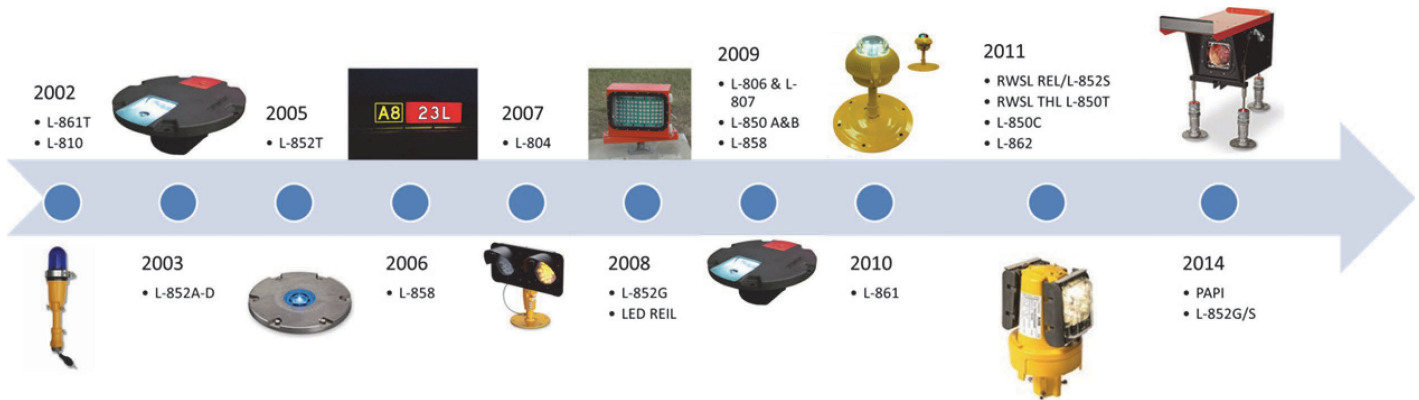 2002
• L-861T
• L-810
2003
• L-852A-D
2005
• L-852T
A8 23L
2006
• L-858
2007
• L-804
2008
• L-852G
• LED REIL
2009
• L-806 & L-
807
• L-850 A&B
• L-858
2010
• L-861
2011
• RWSL REL/L-852S
• RWSL THL L-850T
• L-850C
• L-862
2014
• PAPI
• L-852G/S